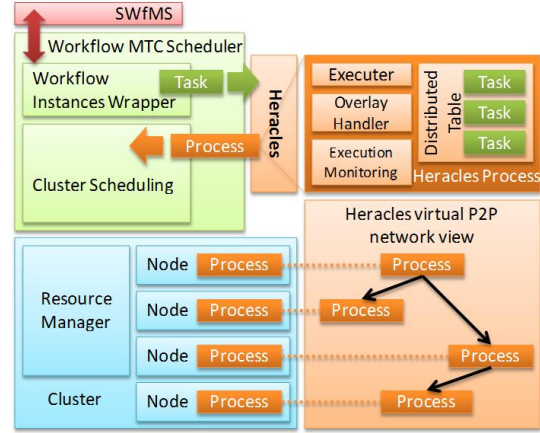 SWfMS
Workflow MTC Scheduler
Workflow
Instances Wrapper
Task
Process
Cluster Scheduling
Heracles
Executer
Overlay
Handler
Execution
Monitoring
Distributed
Table
Task
Task
Task
Heracles Process
Resource
Manager
Cluster
Node
Process
Node
Process
Node
Process
Node
Process
Heracles virtual P2P
network view
Process
Process
Process
Process